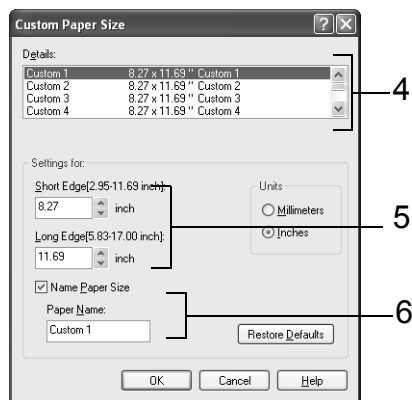 Custom Paper Size
Details:
Custom 1 8.27 x 11.69 " Custom 1
Custom 2 8.27 x 11.69 " Custom 2
Custom 3 8.27 x 11.69 " Custom 3
Custom 4 8.27 x 11.69 " Custom 4
4
Settings for:
Short Edge[2.95-11.69 inch]:
8.27 inch
Units
Millimeters
Inches
5
Long Edge[5.83-17.00 inch]:
11.69 inch
Name Paper Size
Paper Name:
Custom 1
6
Restore Defaults
OK Cancel Help